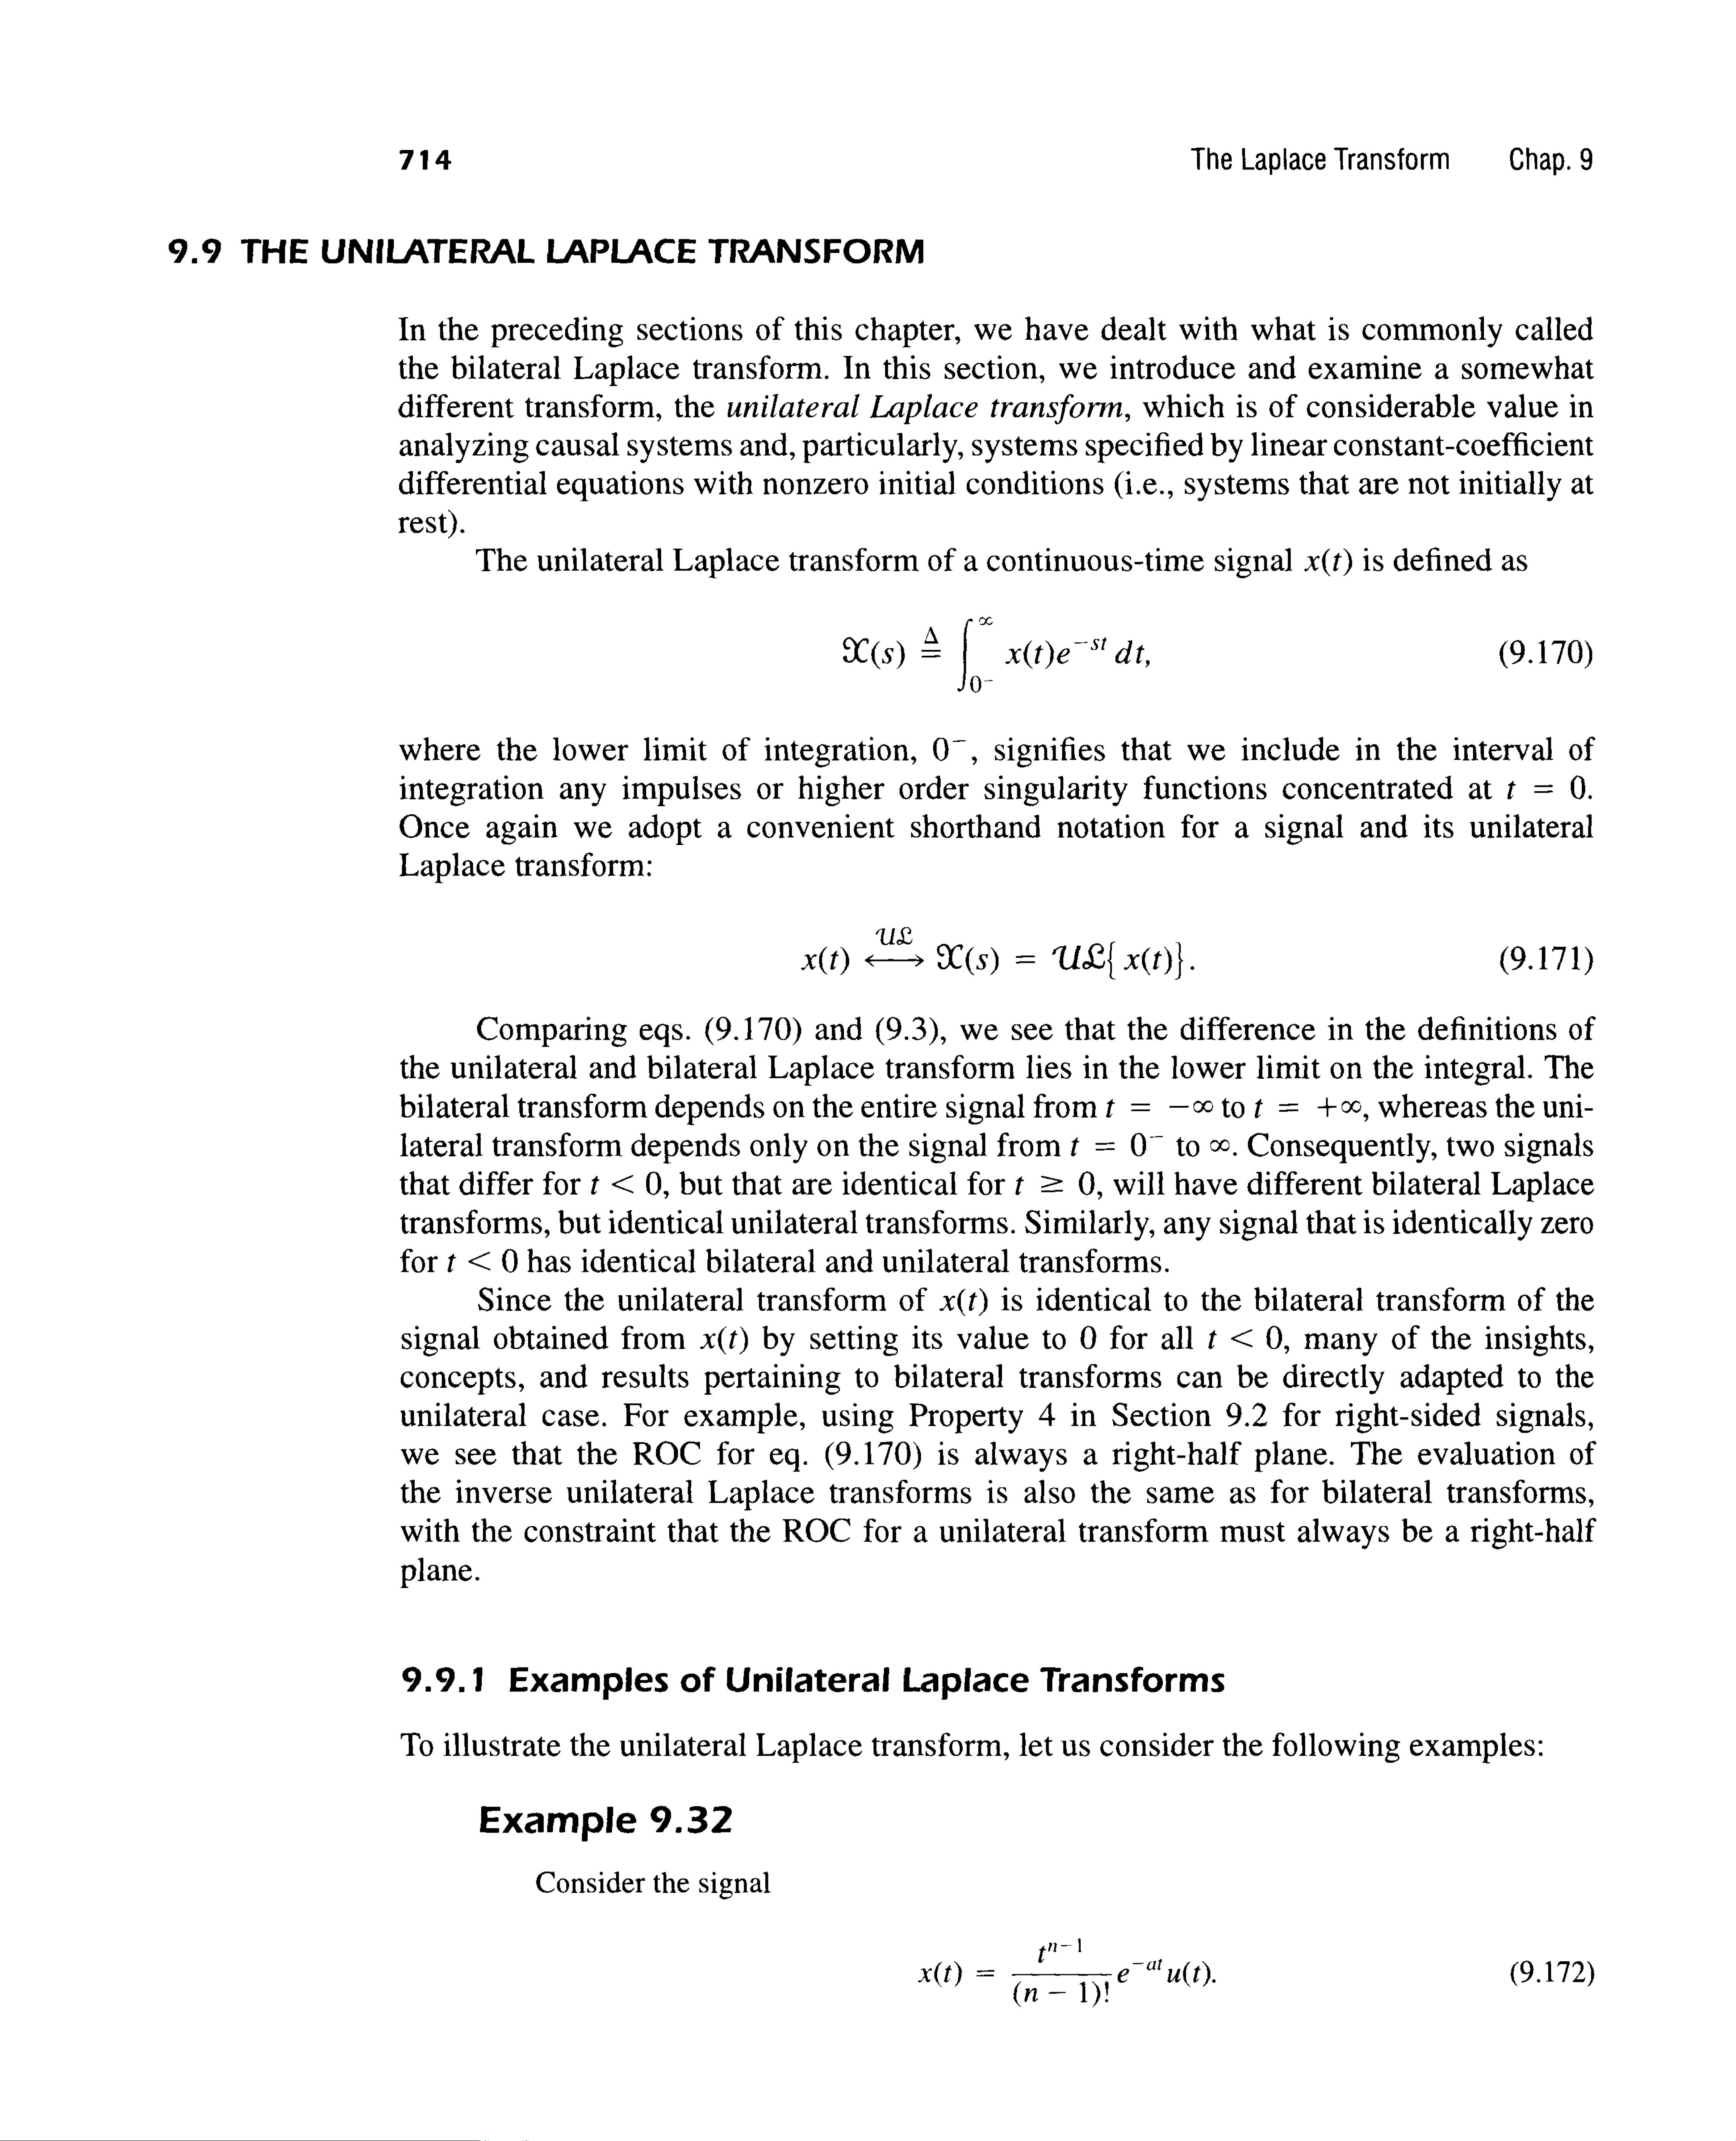 714 The Laplace Transform Chap. 9
9.9 THE UNILATERAL LAPLACE TRANSFORM
In the preceding sections of this chapter, we have dealt with what is commonly called
the bilateral Laplace transform. In this section, we introduce and examine a somewhat
different transform, the unilateral Laplace transform, which is of considerable value in
analyzing causal systems and, particularly, systems specified by linear constant-coefficient
differential equations with nonzero initial conditions (i.e., systems that are not initially at
rest).
The unilateral Laplace transform of a continuous-time signal x(t) is defined as
𝒳(s) ≜ ∫_{0⁻}^{∞} x(t)e^{−st} dt, (9.170)
where the lower limit of integration, 0⁻, signifies that we include in the interval of
integration any impulses or higher order singularity functions concentrated at t = 0.
Once again we adopt a convenient shorthand notation for a signal and its unilateral
Laplace transform:
x(t) ←𝒰ℒ→ 𝒳(s) = 𝒰ℒ{x(t)}. (9.171)
Comparing eqs. (9.170) and (9.3), we see that the difference in the definitions of
the unilateral and bilateral Laplace transform lies in the lower limit on the integral. The
bilateral transform depends on the entire signal from t = −∞ to t = +∞, whereas the uni-
lateral transform depends only on the signal from t = 0⁻ to ∞. Consequently, two signals
that differ for t < 0, but that are identical for t ≥ 0, will have different bilateral Laplace
transforms, but identical unilateral transforms. Similarly, any signal that is identically zero
for t < 0 has identical bilateral and unilateral transforms.
Since the unilateral transform of x(t) is identical to the bilateral transform of the
signal obtained from x(t) by setting its value to 0 for all t < 0, many of the insights,
concepts, and results pertaining to bilateral transforms can be directly adapted to the
unilateral case. For example, using Property 4 in Section 9.2 for right-sided signals,
we see that the ROC for eq. (9.170) is always a right-half plane. The evaluation of
the inverse unilateral Laplace transforms is also the same as for bilateral transforms,
with the constraint that the ROC for a unilateral transform must always be a right-half
plane.
9.9.1 Examples of Unilateral Laplace Transforms
To illustrate the unilateral Laplace transform, let us consider the following examples:
Example 9.32
Consider the signal
x(t) = t^{n−1}/(n − 1)! e^{−at}u(t). (9.172)